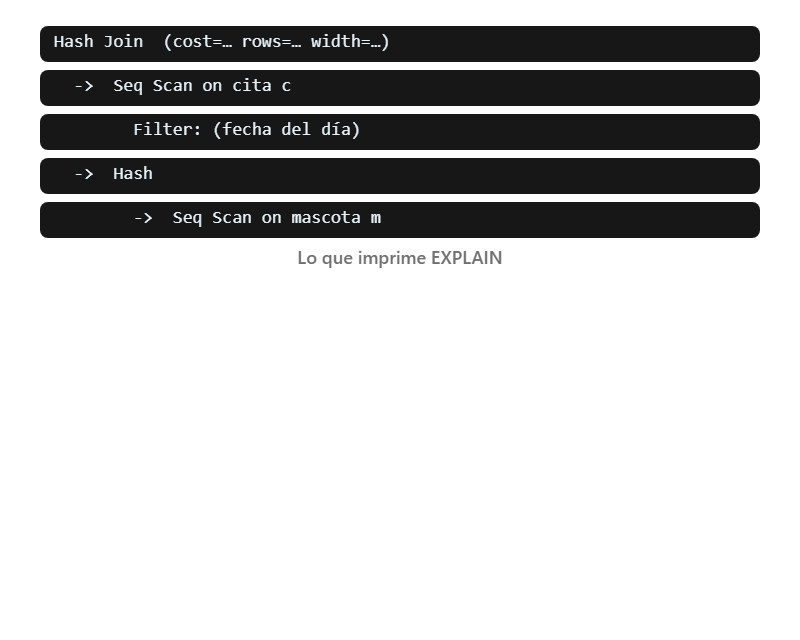 Hash Join  (cost=… rows=… width=…)
->  Seq Scan on cita c
Filter: (fecha del día)
->  Hash
->  Seq Scan on mascota m
Lo que imprime EXPLAIN